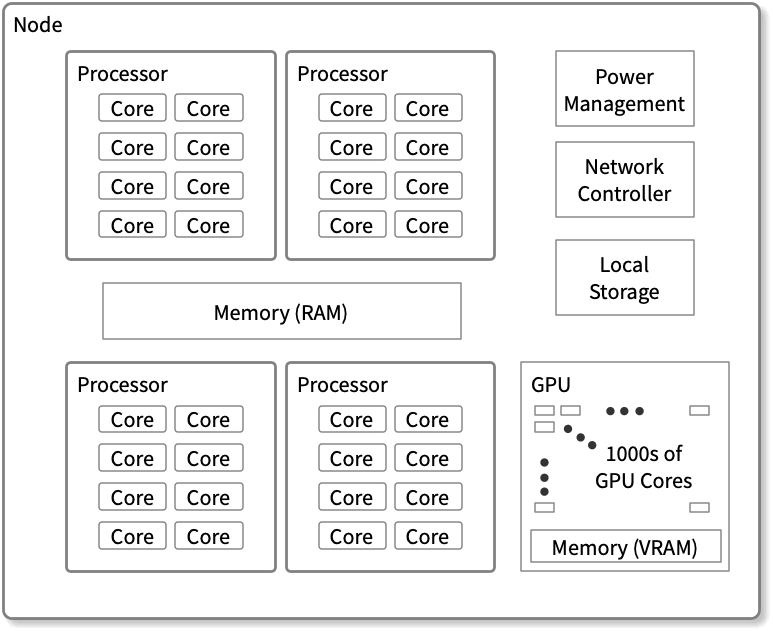 Node
Processor
Core Core
Core Core
Core Core
Core Core
Processor
Core Core
Core Core
Core Core
Core Core
Power
Management
Network
Controller
Local
Storage
Memory (RAM)
Processor
Core Core
Core Core
Core Core
Core Core
Processor
Core Core
Core Core
Core Core
Core Core
GPU
1000s of
GPU Cores
Memory (VRAM)